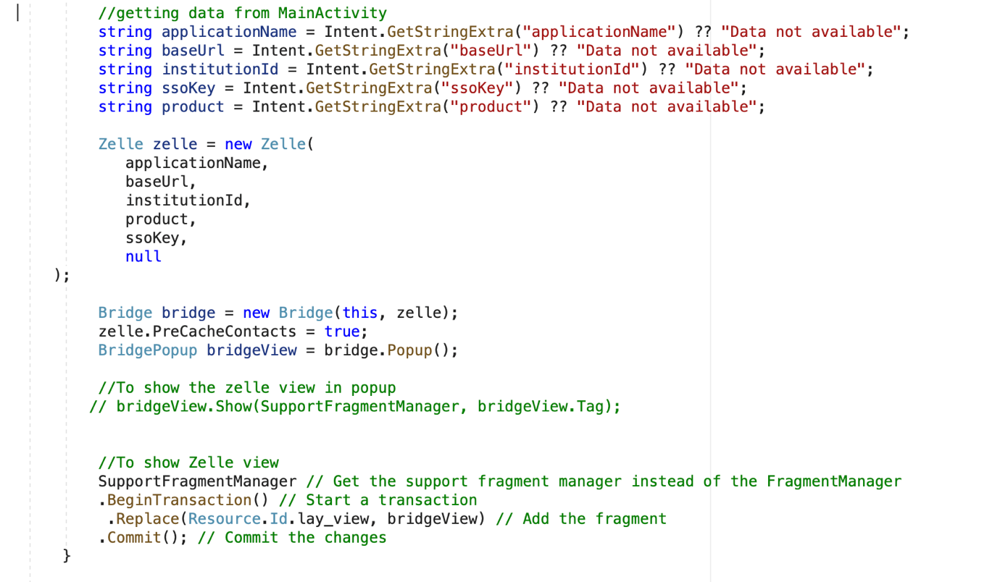 //getting data from MainActivity
string applicationName = Intent.GetStringExtra("applicationName") ?? "Data not available";
string baseUrl = Intent.GetStringExtra("baseUrl") ?? "Data not available";
string institutionId = Intent.GetStringExtra("institutionId") ?? "Data not available";
string ssoKey = Intent.GetStringExtra("ssoKey") ?? "Data not available";
string product = Intent.GetStringExtra("product") ?? "Data not available";
Zelle zelle = new Zelle(
applicationName,
baseUrl,
institutionId,
product,
ssoKey,
null
);
Bridge bridge = new Bridge(this, zelle);
zelle.PreCacheContacts = true;
BridgePopup bridgeView = bridge.Popup();
//To show the zelle view in popup
// bridgeView.Show(SupportFragmentManager, bridgeView.Tag);
//To show Zelle view
SupportFragmentManager // Get the support fragment manager instead of the FragmentManager
.BeginTransaction() // Start a transaction
.Replace(Resource.Id.lay_view, bridgeView) // Add the fragment
.Commit(); // Commit the changes
}